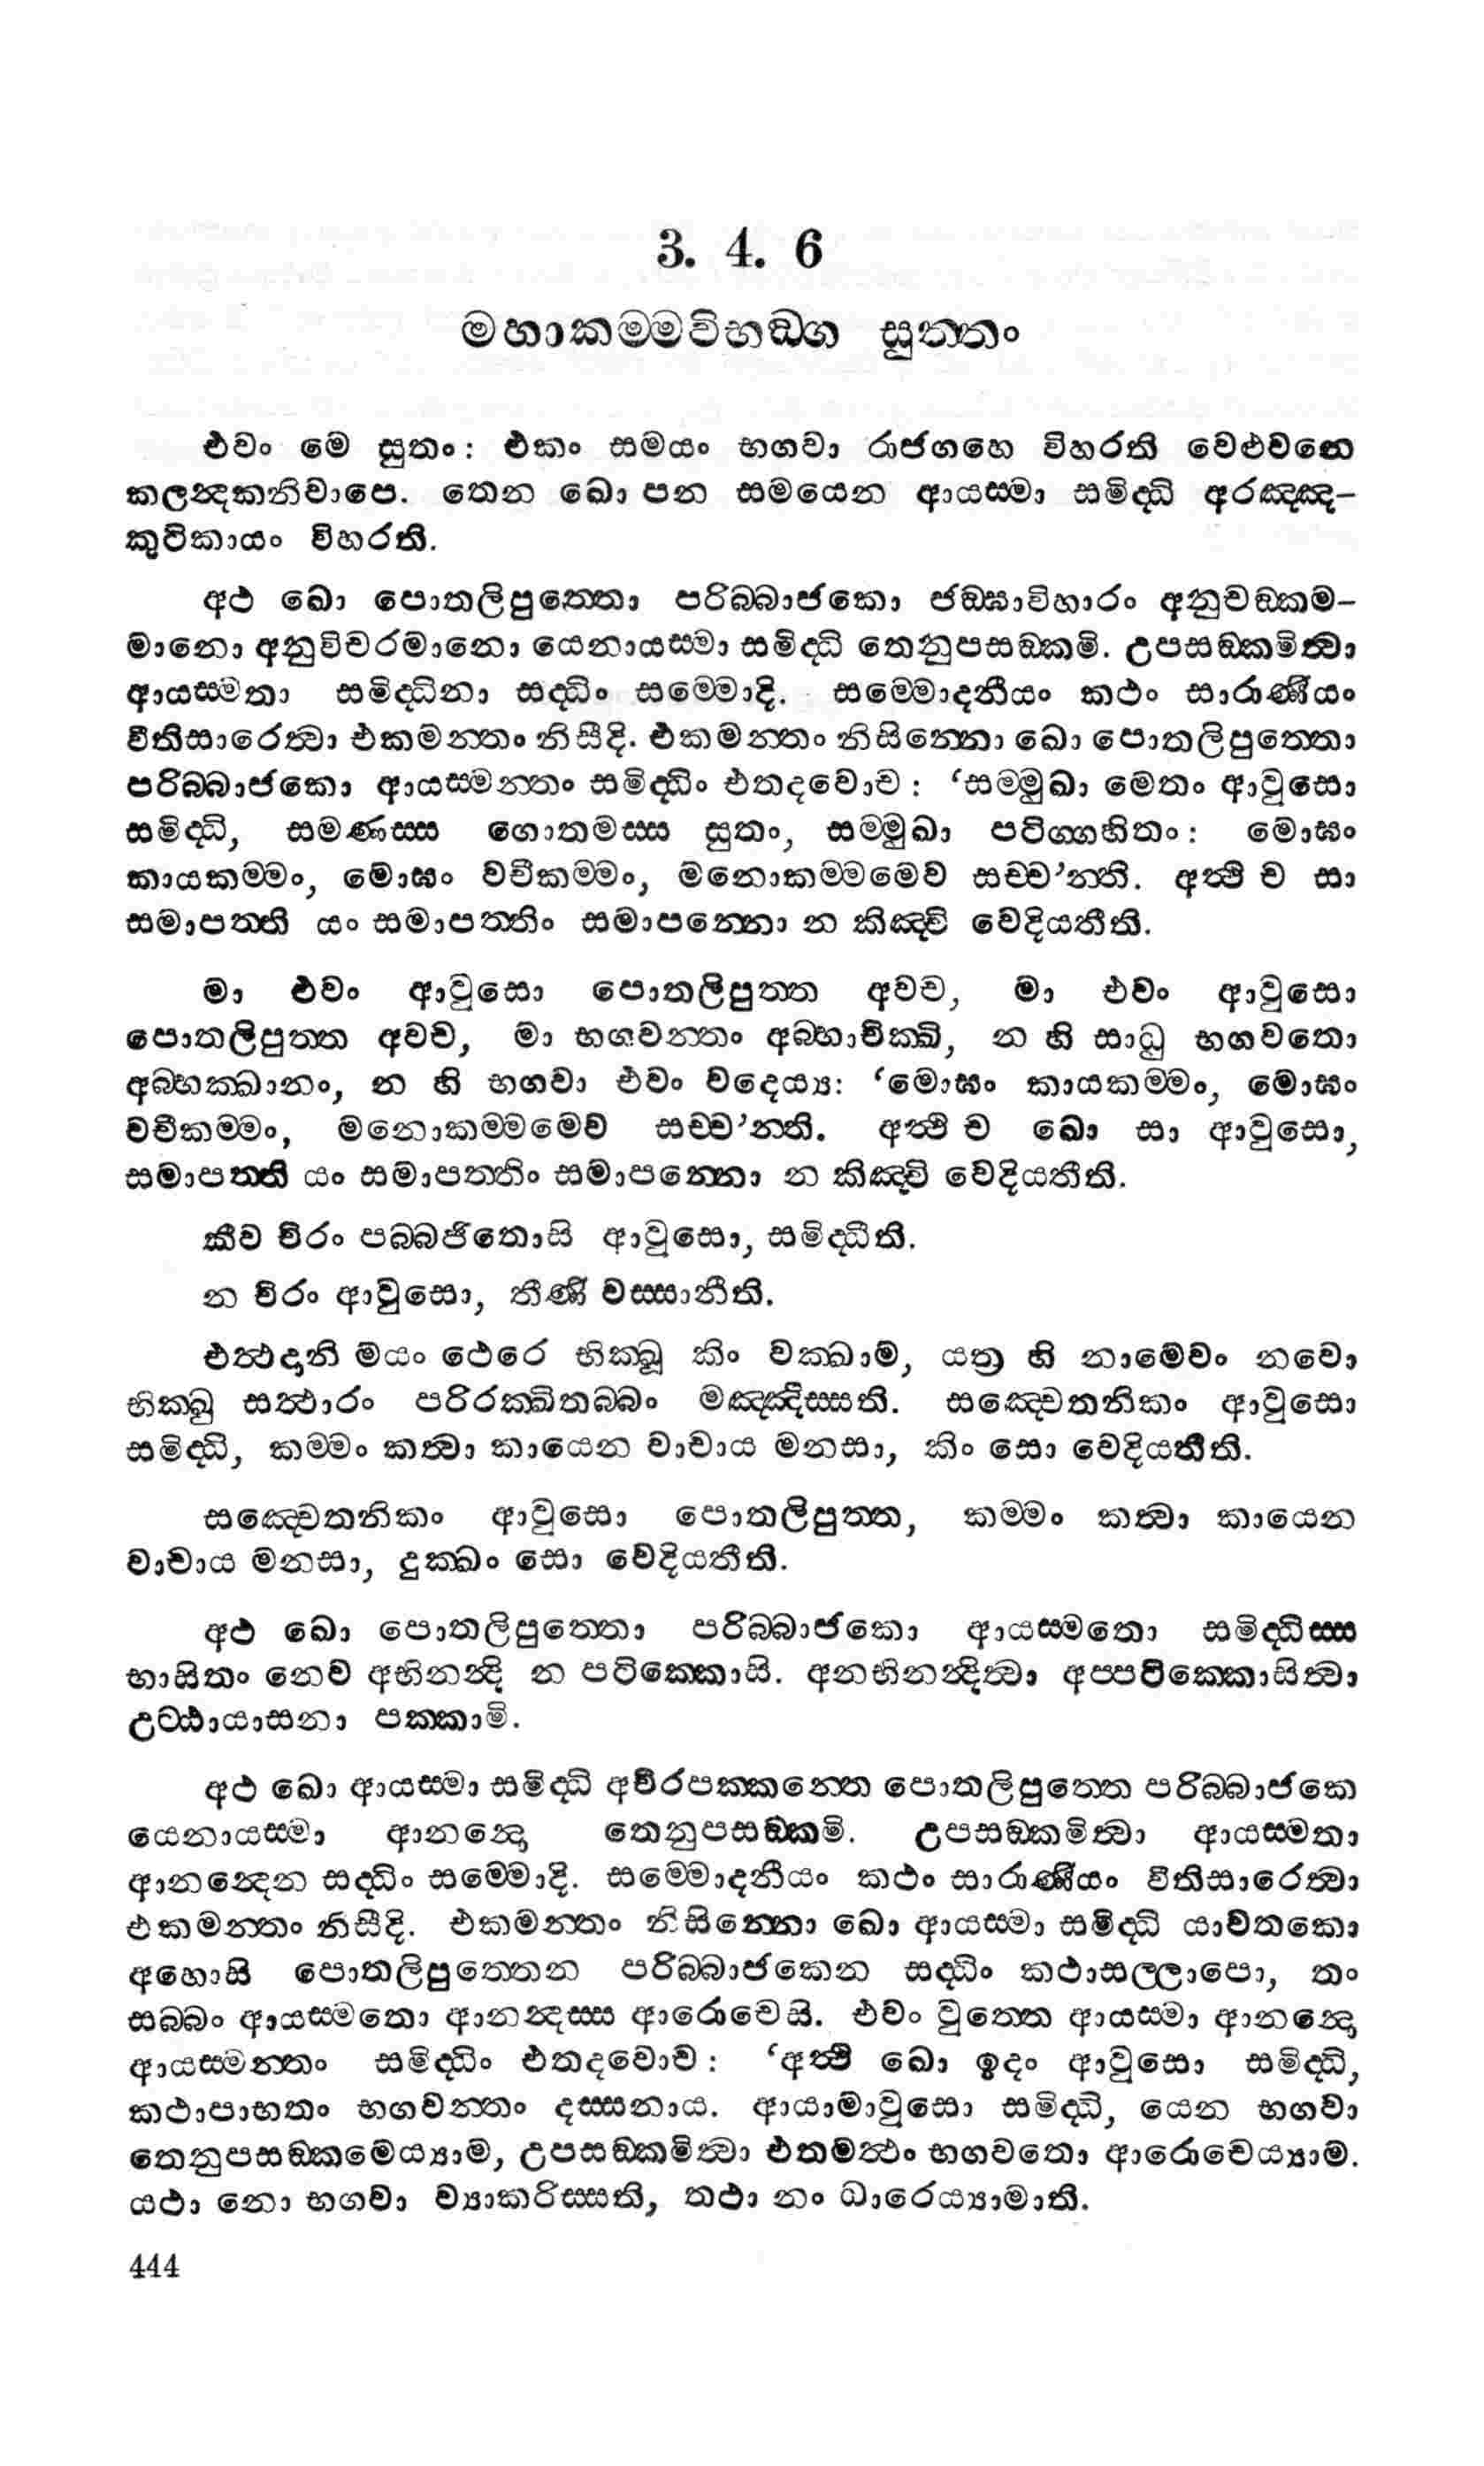 3. 4. 6
මහාකම්මවිභඞ්ග සුත්තං
එවං මෙ සුතං: එකං සමයං භගවා රාජගහෙ විහරති වෙළුවනෙ
කලන්දකනිවාපෙ. තෙන ඛො පන සමයෙන ආයස්මා සමිද්ධි අරඤ්ඤ-
කුටිකායං විහරති.
අථ ඛො පොතලිපුත්තො පරිබ්බාජකො ජඞ්ඝාවිහාරං අනුචඞ්කම-
මානො අනුවිචරමානො යෙනායස්මා සමිද්ධි තෙනුපසඞ්කමි. උපසඞ්කමිත්වා
ආයස්මතා සමිද්ධිනා සද්ධිං සම්මොදි. සම්මොදනීයං කථං සාරාණීයං
වීතිසාරෙත්වා එකමන්තං නිසීදි. එකමන්තං නිසින්නො ඛො පොතලිපුත්තො
පරිබ්බාජකො ආයස්මන්තං සමිද්ධිං එතදවොච: ‘සම්මුඛා මෙතං ආවුසො
සමිද්ධි, සමණස්ස ගොතමස්ස සුතං, සම්මුඛා පටිග්ගහිතං: මොඝං
කායකම්මං, මොඝං වචීකම්මං, මනොකම්මමෙව සච්ච’න්ති. අත්ථි ච සා
සමාපත්ති යං සමාපත්තිං සමාපන්නො න කිඤ්චි වෙදියතීති.
මා එවං ආවුසො පොතලිපුත්ත අවච, මා එවං ආවුසො
පොතලිපුත්ත අවච, මා භගවන්තං අබ්භාචික්ඛි, න හි සාධු භගවතො
අබ්භක්ඛානං, න හි භගවා එවං වදෙය්‍ය: ‘මොඝං කායකම්මං, මොඝං
වචීකම්මං, මනොකම්මමෙව සච්ච’න්ති. අත්ථි ච ඛො සා ආවුසො,
සමාපත්ති යං සමාපත්තිං සමාපන්නො න කිඤ්චි වෙදියතීති.
කීව චිරං පබ්බජිතොසි ආවුසො, සමිද්ධීති.
න චිරං ආවුසො, තීණි වස්සානීති.
එත්ථදානි මයං ථෙරෙ භික්ඛූ කිං වක්ඛාම, යත්‍ර හි නාමෙවං නවො
භික්ඛු සත්ථාරං පරිරක්ඛිතබ්බං මඤ්ඤිස්සති. සඤ්චෙතනිකං ආවුසො
සමිද්ධි, කම්මං කත්වා කායෙන වාචාය මනසා, කිං සො වෙදියතීති.
සඤ්චෙතනිකං ආවුසො පොතලිපුත්ත, කම්මං කත්වා කායෙන
වාචාය මනසා, දුක්ඛං සො වෙදියතීති.
අථ ඛො පොතලිපුත්තො පරිබ්බාජකො ආයස්මතො සමිද්ධිස්ස
භාසිතං නෙව අභිනන්දි න පටික්කොසි. අනභිනන්දිත්වා අප්පටික්කොසිත්වා
උට්ඨායාසනා පක්කාමි.
අථ ඛො ආයස්මා සමිද්ධි අචිරපක්කන්තෙ පොතලිපුත්තෙ පරිබ්බාජකෙ
යෙනායස්මා ආනන්දො තෙනුපසඞ්කමි. උපසඞ්කමිත්වා ආයස්මතා
ආනන්දෙන සද්ධිං සම්මොදි. සම්මොදනීයං කථං සාරාණීයං වීතිසාරෙත්වා
එකමන්තං නිසීදි. එකමන්තං නිසින්නො ඛො ආයස්මා සමිද්ධි යාවතකො
අහොසි පොතලිපුත්තෙන පරිබ්බාජකෙන සද්ධිං කථාසල්ලාපො, තං
සබ්බං ආයස්මතො ආනන්දස්ස ආරොචෙසි. එවං වුත්තෙ ආයස්මා ආනන්දො
ආයස්මන්තං සමිද්ධිං එතදවොච: ‘අත්ථි ඛො ඉදං ආවුසො සමිද්ධි,
කථාපාභතං භගවන්තං දස්සනාය. ආයාමාවුසො සමිද්ධි, යෙන භගවා
තෙනුපසඞ්කමෙය්‍යාම, උපසඞ්කමිත්වා එතමත්ථං භගවතො ආරොචෙය්‍යාම.
යථා නො භගවා ව්‍යාකරිස්සති, තථා නං ධාරෙය්‍යාමාති.
444